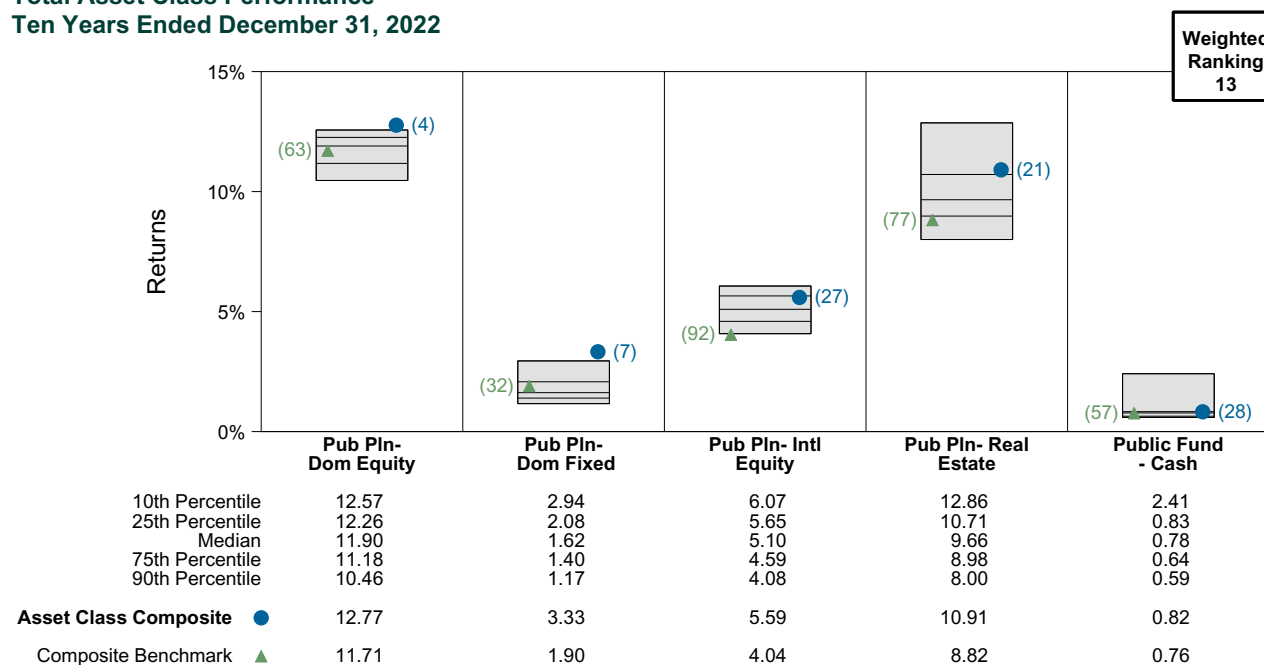 Total Asset Class Performance
Ten Years Ended December 31, 2022
Weighted
Ranking
13
15%
10%
5%
0%
Returns
(63)
(4)
(32)
(7)
(92)
(27)
(77)
(21)
(57)
(28)
Pub Pln- Pub Pln- Pub Pln- Intl Pub Pln- Real Public Fund
Dom Equity Dom Fixed Equity Estate - Cash
10th Percentile 12.57 2.94 6.07 12.86 2.41
25th Percentile 12.26 2.08 5.65 10.71 0.83
Median 11.90 1.62 5.10 9.66 0.78
75th Percentile 11.18 1.40 4.59 8.98 0.64
90th Percentile 10.46 1.17 4.08 8.00 0.59
Asset Class Composite 12.77 3.33 5.59 10.91 0.82
Composite Benchmark 11.71 1.90 4.04 8.82 0.76